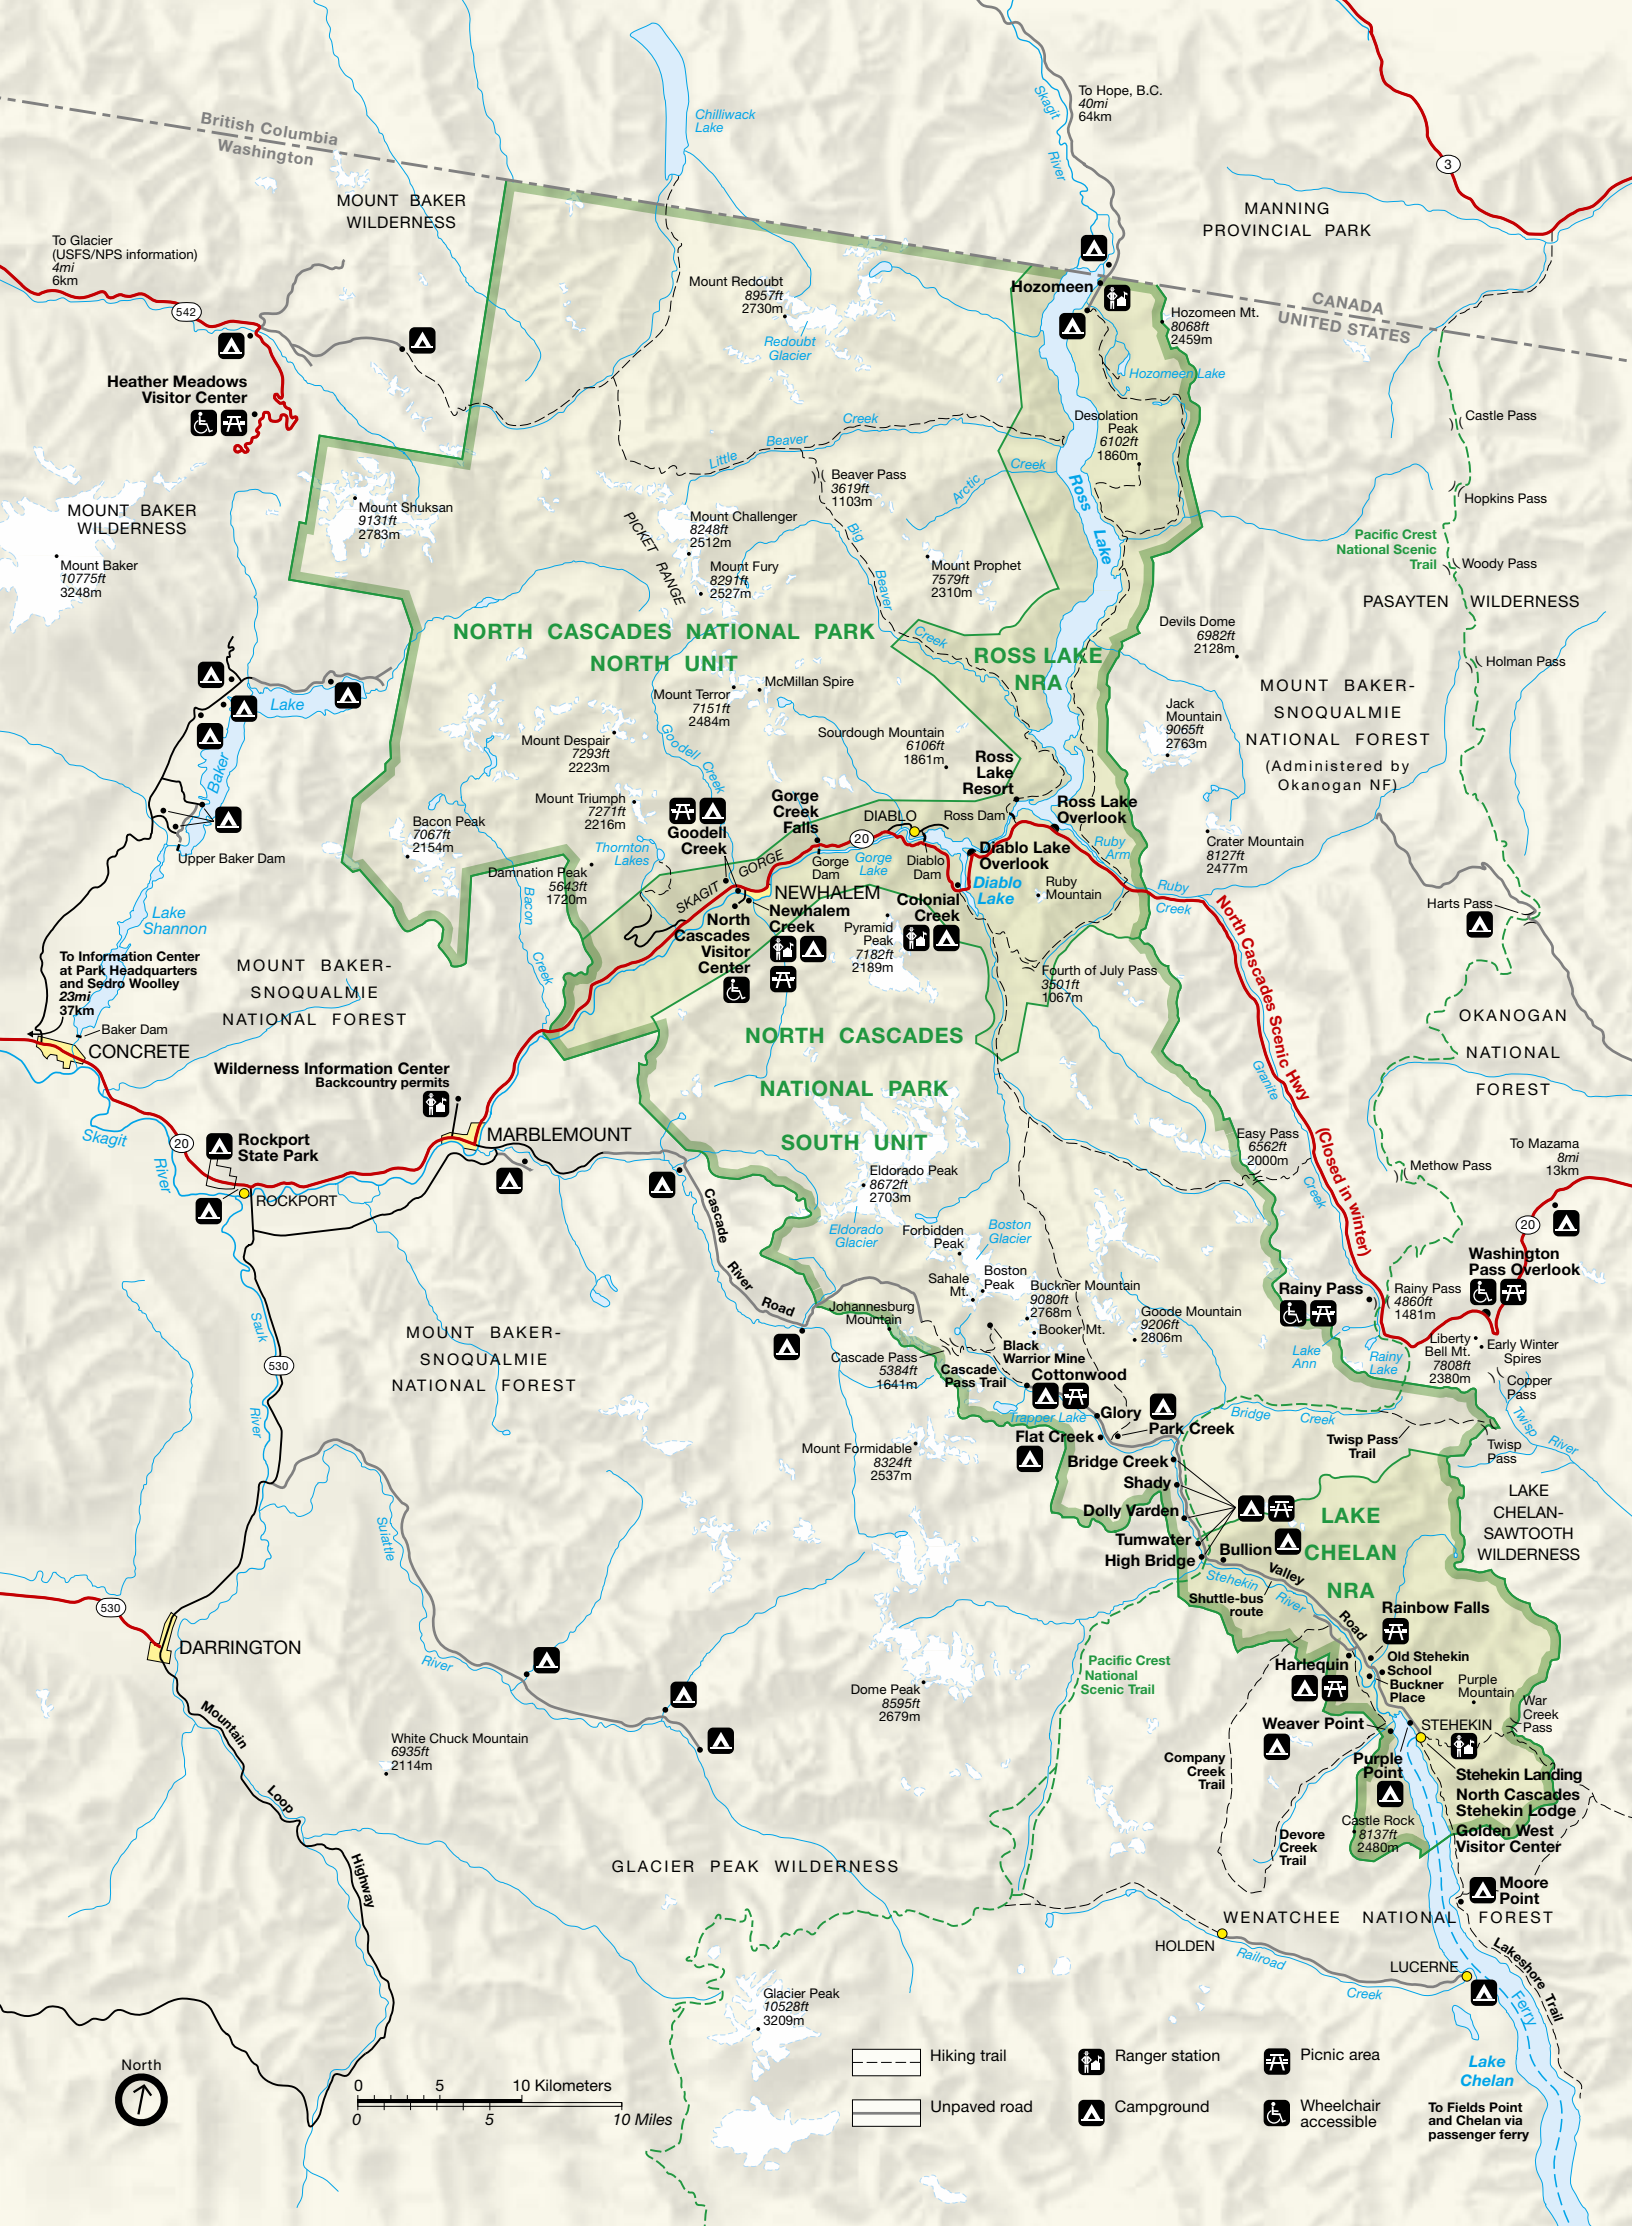 To Hope, B.C.
40mi
64km
Skagit
River
Chilliwack
Lake
British Columbia
Washington
3
MOUNT BAKER
WILDERNESS
MANNING
PROVINCIAL PARK
To Glacier
(USFS/NPS information)
4mi
6km
542
Mount Redoubt
8957ft
2730m
Redoubt
Glacier
Hozomeen
CANADA
UNITED STATES
Hozomeen Mt.
8068ft
2459m
Hozomeen Lake
Heather Meadows
Visitor Center
Desolation
Peak
6102ft
1860m
Castle Pass
Little
Beaver
Creek
Arctic
Creek
Beaver Pass
3619ft
1103m
Ross
Lake
Hopkins Pass
MOUNT BAKER
WILDERNESS
Mount Shuksan
9131ft
2783m
PICKET RANGE
Mount Challenger
8248ft
2512m
Big
Beaver
Creek
Pacific Crest
National Scenic
Trail
Woody Pass
Mount Baker
10775ft
3248m
Mount Fury
8291ft
2527m
Mount Prophet
7579ft
2310m
PASAYTEN WILDERNESS
NORTH CASCADES NATIONAL PARK
NORTH UNIT
ROSS LAKE
NRA
Devils Dome
6982ft
2128m
Holman Pass
McMillan Spire
Mount Terror
7151ft
2484m
MOUNT BAKER-
SNOQUALMIE
NATIONAL FOREST
(Administered by
Okanogan NF)
Lake
Baker
Jack
Mountain
9065ft
2763m
Mount Despair
7293ft
2223m
Goodell Creek
Sourdough Mountain
6106ft
1861m
Ross
Lake
Resort
Mount Triumph
7271ft
2216m
Gorge
Creek
Falls
DIABLO
Ross Dam
Ross Lake
Overlook
Goodell
Creek
20
Bacon Peak
7067ft
2154m
Thornton
Lakes
Upper Baker Dam
Ruby
Arm
Crater Mountain
8127ft
2477m
Diablo Lake
Overlook
Gorge
Dam
Gorge
Lake
Diablo
Dam
Damnation Peak
5643ft
1720m
SKAGIT GORGE
NEWHALEM
Diablo
Lake
Ruby
Mountain
Ruby
Creek
Bacon
Creek
Newhalem
Creek
Colonial
Creek
North
Cascades
Visitor
Center
Pyramid
Peak
7182ft
2189m
Harts Pass
Lake
Shannon
To Information Center
at Park Headquarters
and Sedro Woolley
23mi
37km
MOUNT BAKER-
SNOQUALMIE
NATIONAL FOREST
Fourth of July Pass
3501ft
1067m
North Cascades Scenic Hwy
(Closed in winter)
Baker Dam
CONCRETE
NORTH CASCADES
NATIONAL PARK
SOUTH UNIT
OKANOGAN
NATIONAL
FOREST
Wilderness Information Center
Backcountry permits
Granite
Creek
Skagit
River
20
Rockport
State Park
MARBLEMOUNT
Easy Pass
6562ft
2000m
Methow Pass
To Mazama
8mi
13km
ROCKPORT
Eldorado Peak
8672ft
2703m
Cascade
River
Road
Eldorado
Glacier
Forbidden
Peak
Boston
Glacier
20
Washington
Pass Overlook
Sahale
Mt.
Boston
Peak
Buckner Mountain
9080ft
2768m
Rainy Pass
Rainy Pass
4860ft
1481m
Sauk
River
Johannesburg
Mountain
Booker Mt.
Goode Mountain
9206ft
2806m
MOUNT BAKER-
SNOQUALMIE
NATIONAL FOREST
Liberty
Bell Mt.
7808ft
2380m
Early Winter
Spires
530
Cascade Pass
5384ft
1641m
Black
Warrior Mine
Lake
Ann
Rainy
Lake
Cascade
Pass Trail
Cottonwood
Copper
Pass
Trapper Lake
Glory
Bridge
Creek
Twisp
River
Flat Creek
Park Creek
Twisp Pass
Trail
Twisp
Pass
Mount Formidable
8324ft
2537m
Bridge Creek
Shady
LAKE
CHELAN-
SAWTOOTH
WILDERNESS
Dolly Varden
Tumwater
High Bridge
Bullion
LAKE
CHELAN
NRA
Suiattle
River
Stehekin
River
Valley
Road
Shuttle-bus
route
Rainbow Falls
530
DARRINGTON
Pacific Crest
National
Scenic Trail
Harlequin
Old Stehekin
School
Buckner
Place
Purple
Mountain
War
Creek
Pass
Dome Peak
8595ft
2679m
Mountain
Loop
Highway
White Chuck Mountain
6935ft
2114m
Weaver Point
STEHEKIN
Company
Creek
Trail
Purple
Point
Stehekin Landing
North Cascades
Stehekin Lodge
Golden West
Visitor Center
Castle Rock
8137ft
2480m
Devore
Creek
Trail
GLACIER PEAK WILDERNESS
Moore
Point
WENATCHEE NATIONAL FOREST
HOLDEN
Railroad
Creek
LUCERNE
Lakeshore Trail
Ferry
Glacier Peak
10528ft
3209m
Lake
Chelan
To Fields Point
and Chelan via
passenger ferry
North
0 5 10 Kilometers
0 5 10 Miles
Hiking trail
Ranger station
Picnic area
Unpaved road
Campground
Wheelchair
accessible